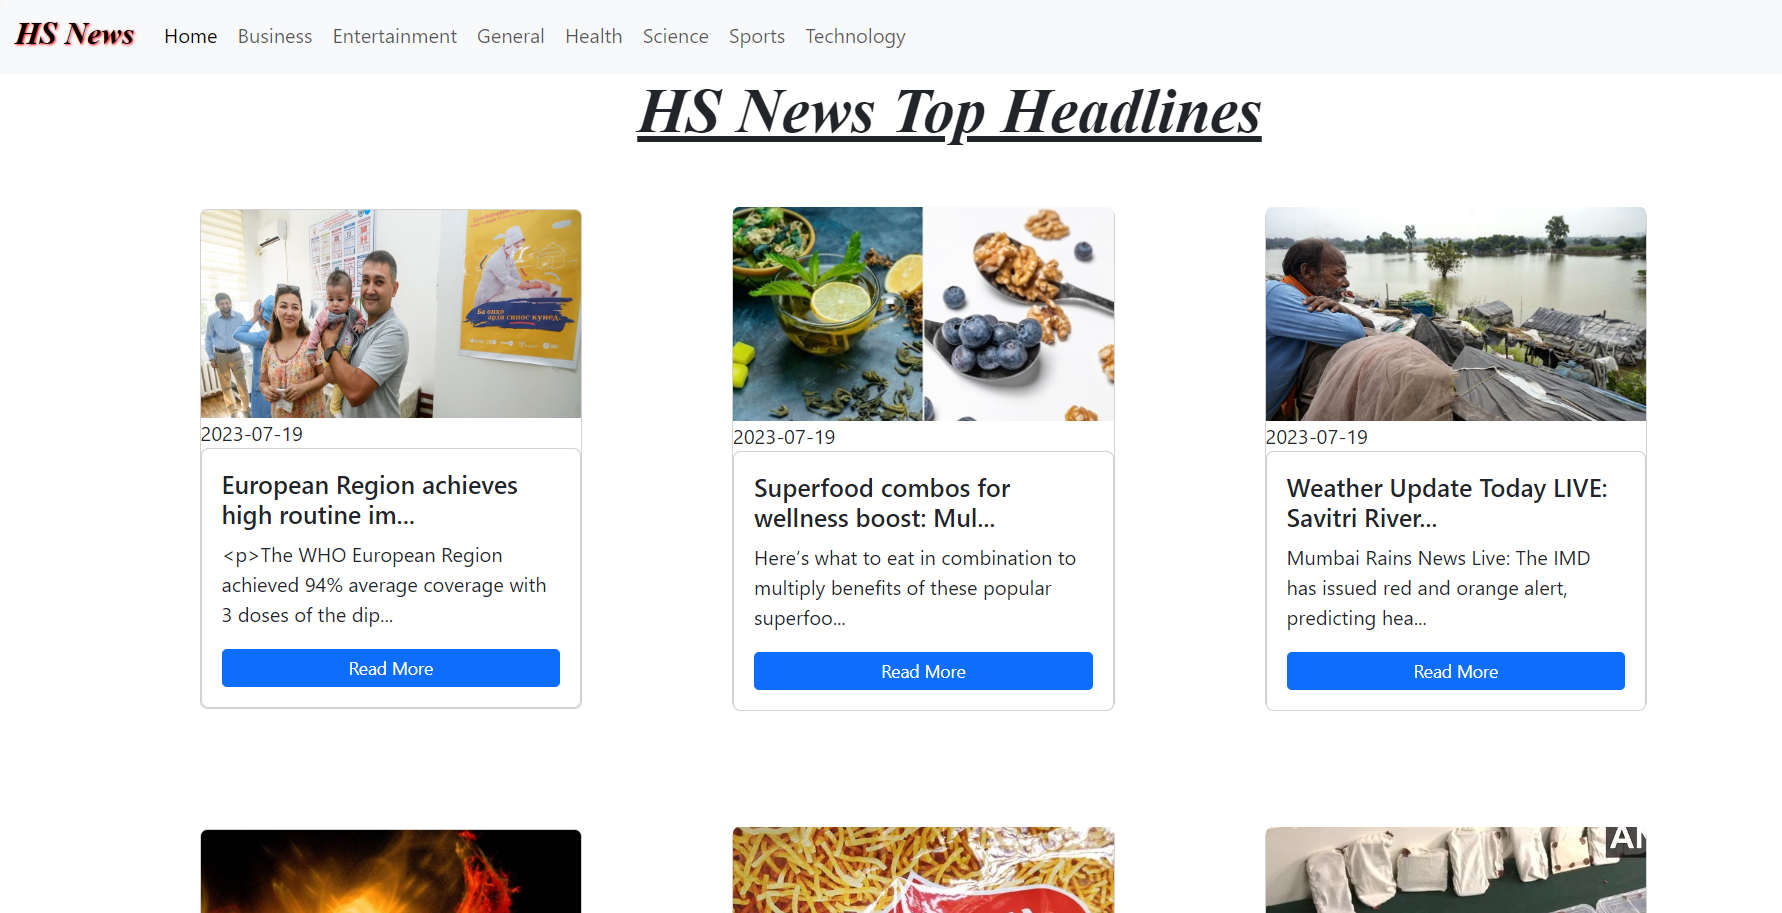 HS News
Home Business Entertainment General Health Science Sports Technology
HS News Top Headlines
Ба онҳо
арзи сипос кунед.
2023-07-19
European Region achieves
high routine im...
<p>The WHO European Region
achieved 94% average coverage with
3 doses of the dip...
Read More
2023-07-19
Superfood combos for
wellness boost: Mul...
Here’s what to eat in combination to
multiply benefits of these popular
superfoo...
Read More
2023-07-19
Weather Update Today LIVE:
Savitri River...
Mumbai Rains News Live: The IMD
has issued red and orange alert,
predicting hea...
Read More